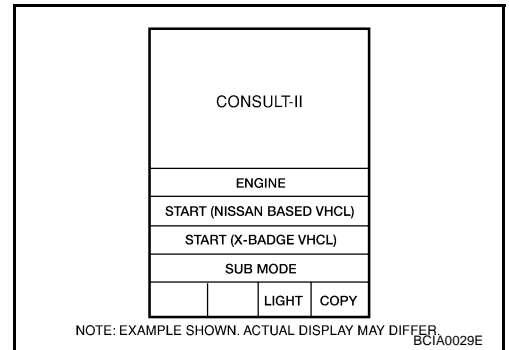 CONSULT-II
ENGINE
START (NISSAN BASED VHCL)
START (X-BADGE VHCL)
SUB MODE
LIGHT COPY
NOTE: EXAMPLE SHOWN. ACTUAL DISPLAY MAY DIFFER.
BCIA0029E